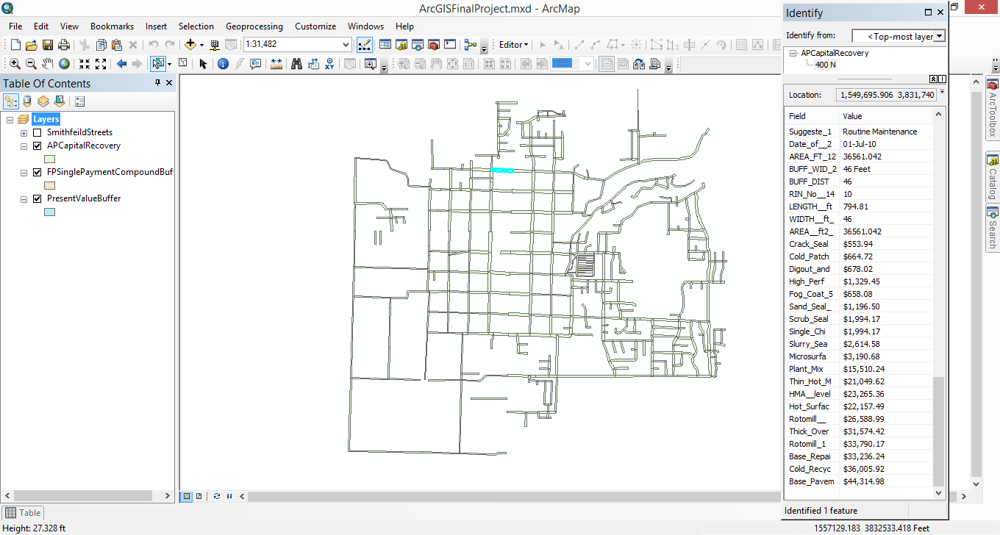 ArcGISFinalProject.mxd - ArcMap
File Edit View Bookmarks Insert Selection Geoprocessing Customize Windows Help
1:31,482
Editor
100%
Table Of Contents
Layers
SmithfeildStreets
APCapitalRecovery
FPSinglePaymentCompoundBuff
PresentValueBuffer
Table
Height: 27.328 ft
Identify
Identify from: <Top-most layer
APCapitalRecovery
400 N
Location: 1,549,695.906 3,831,740
Field Value
Suggeste_1 Routine Maintenance
Date_of__2 01-Jul-10
AREA_FT_12 36561.042
BUFF_WID_2 46 Feet
BUFF_DIST 46
RIN_No__14 10
LENGTH__ft 794.81
WIDTH__ft_ 46
AREA__ft2_ 36561.042
Crack_Seal $553.94
Cold_Patch $664.72
Digout_and $678.02
High_Perf $1,329.45
Fog_Coat_5 $658.08
Sand_Seal_ $1,196.50
Scrub_Seal $1,994.17
Single_Chi $1,994.17
Slurry_Sea $2,614.58
Microsurfa $3,190.68
Plant_Mix $15,510.24
Thin_Hot_M $21,049.62
HMA__level $23,265.36
Hot_Surfac $22,157.49
Rotomill__ $26,588.99
Thick_Over $31,574.42
Rotomill_1 $33,790.17
Base_Repai $33,236.24
Cold_Recyc $36,005.92
Base_Pavem $44,314.98
Identified 1 feature
1557129.183 3832533.418 Feet
ArcToolbox
Catalog
Search